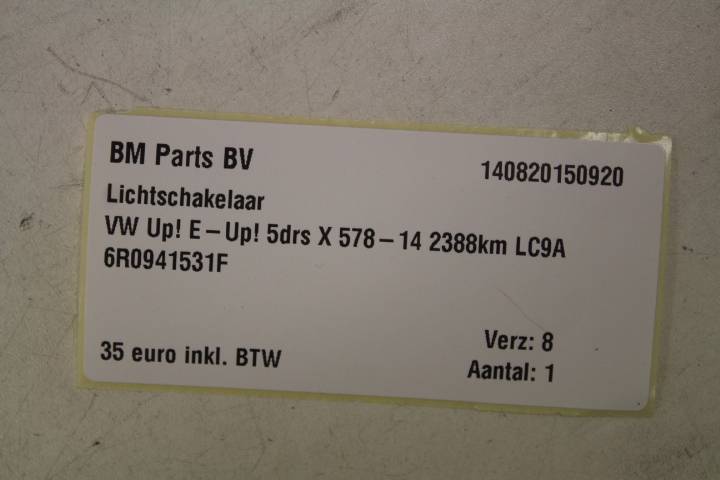 BM Parts BV 140820150920
Lichtschakelaar
VW Up! E-Up! 5drs X 578-14 2388km LC9A
6R0941531F
35 euro inkl. BTW Verz: 8
Aantal: 1